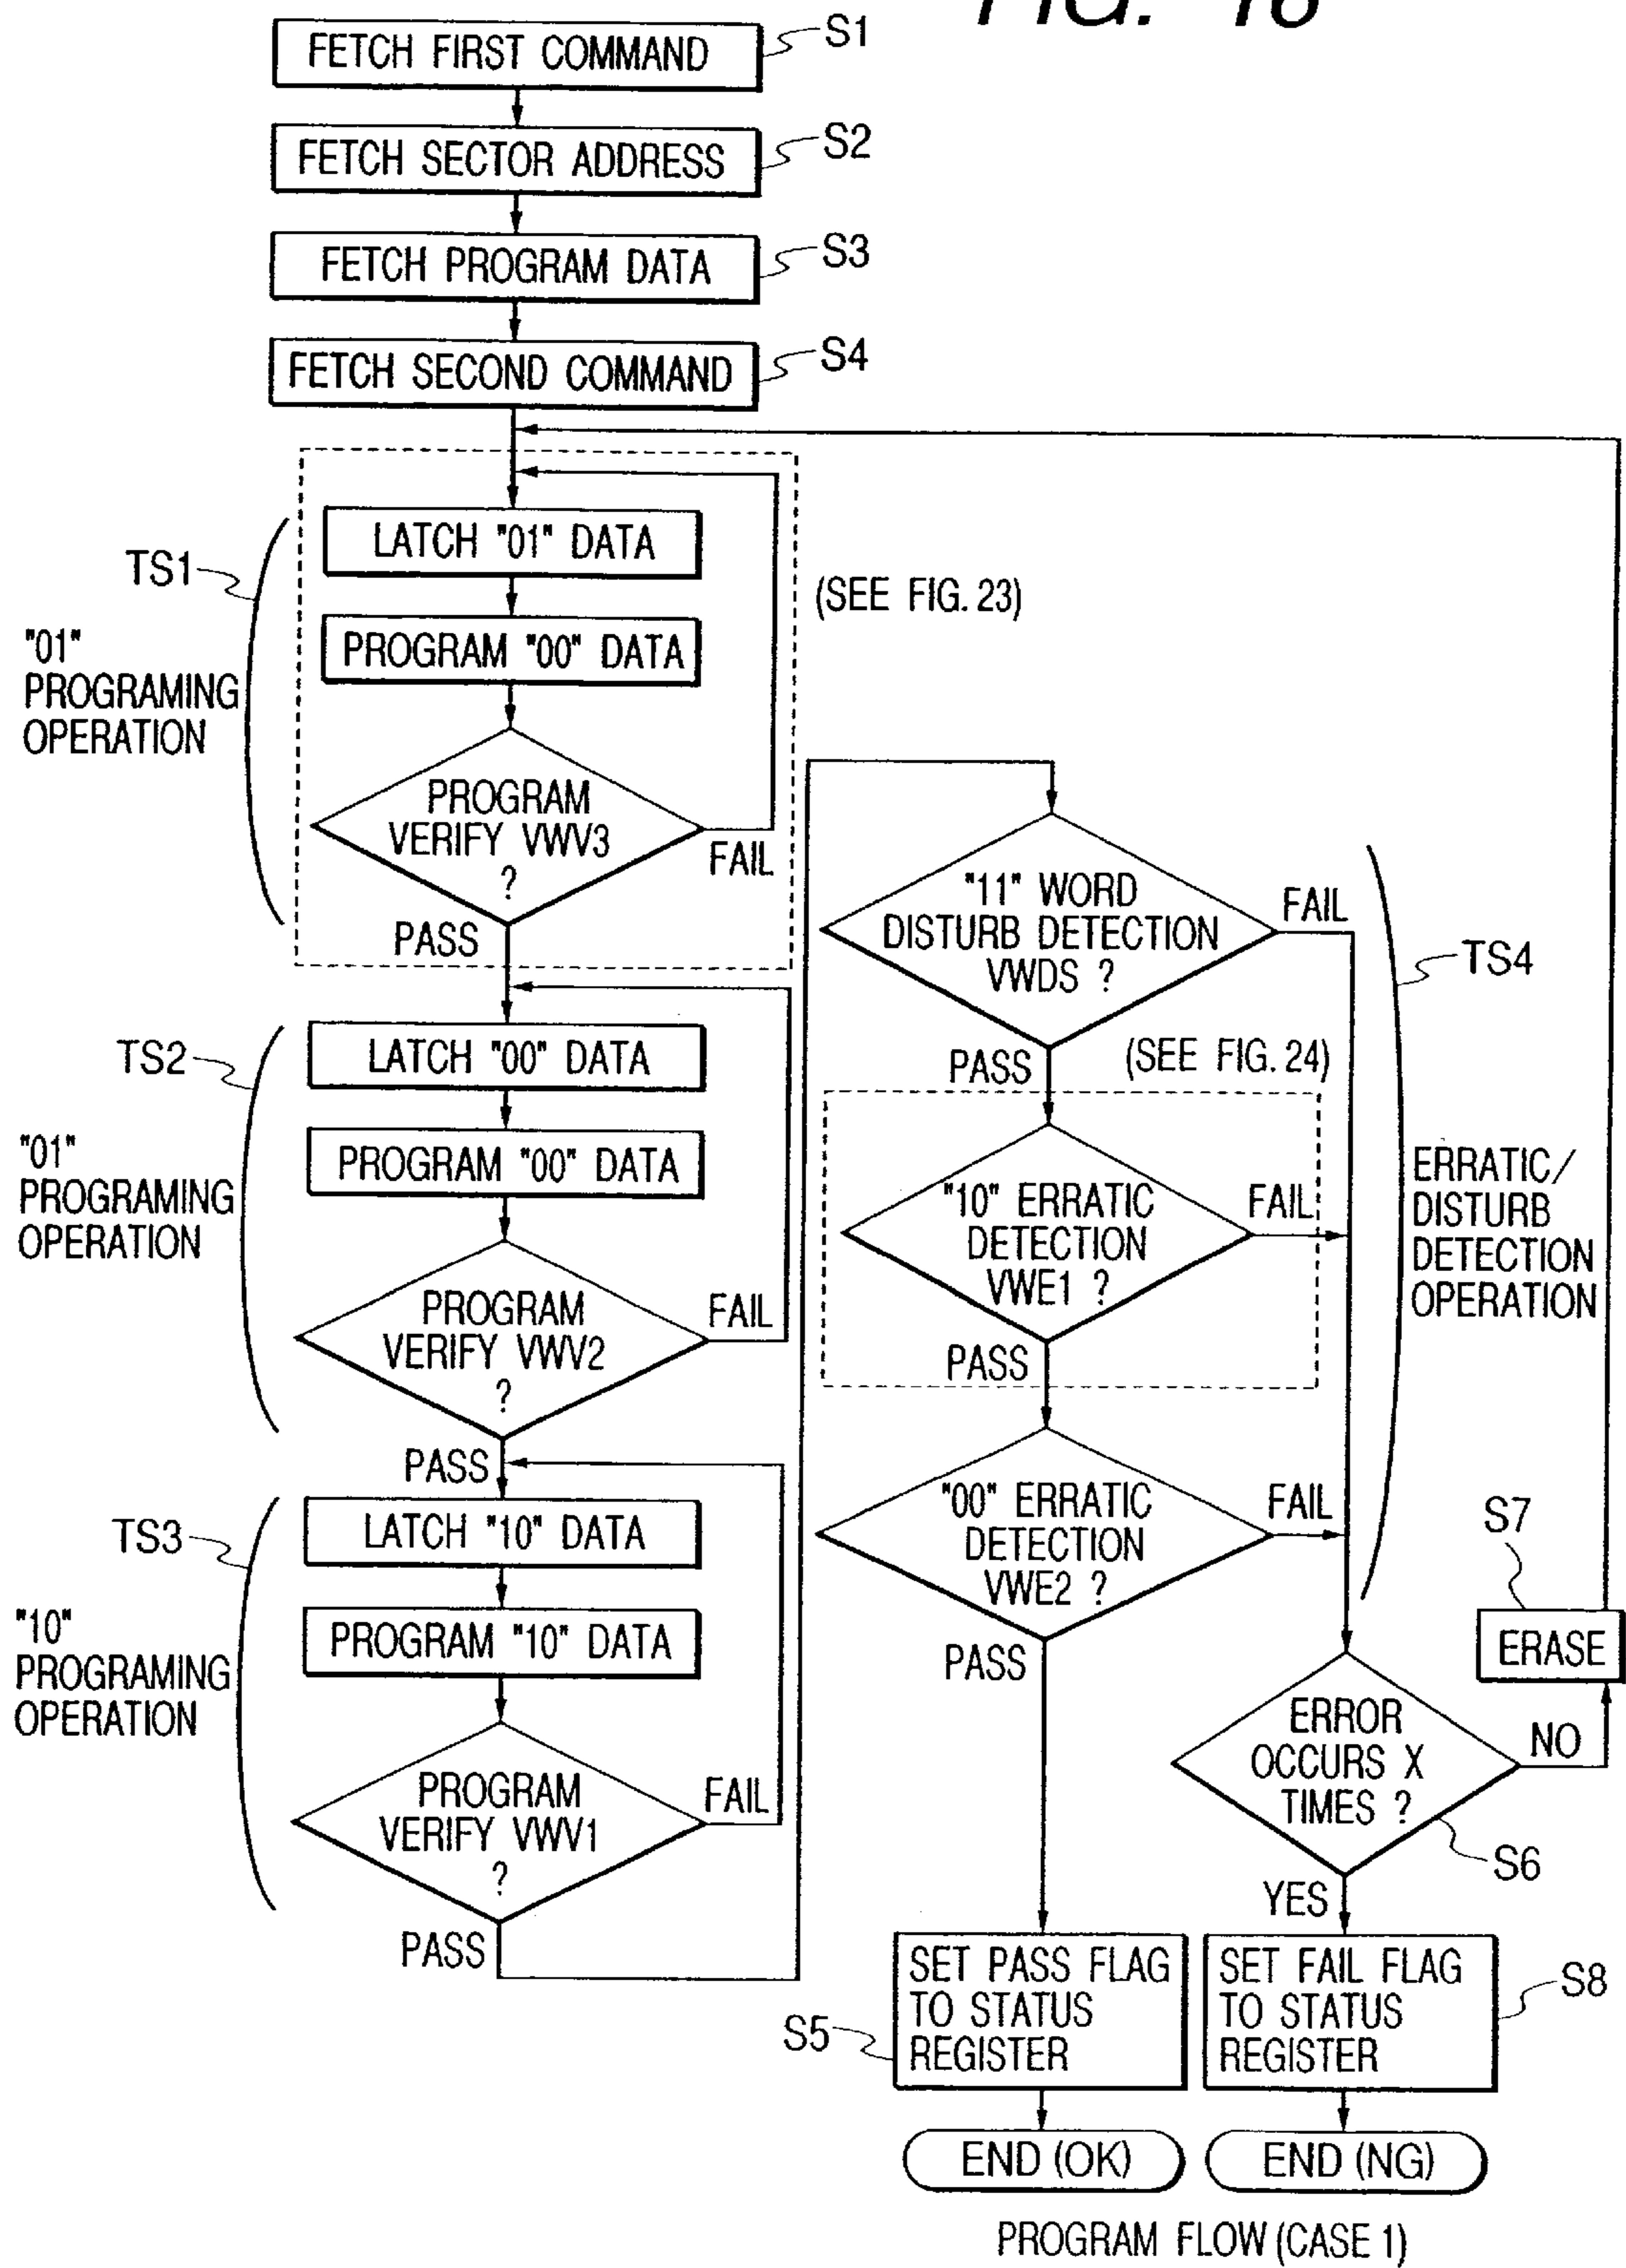 FIG. 16
FETCH FIRST COMMAND
S1
FETCH SECTOR ADDRESS
S2
FETCH PROGRAM DATA
S3
FETCH SECOND COMMAND
S4
TS1
"01"
PROGRAMING
OPERATION
LATCH "01" DATA
PROGRAM "00" DATA
PROGRAM
VERIFY VWV3
?
FAIL
PASS
(SEE FIG. 23)
TS2
"01"
PROGRAMING
OPERATION
LATCH "00" DATA
PROGRAM "00" DATA
PROGRAM
VERIFY VWV2
?
FAIL
PASS
TS3
"10"
PROGRAMING
OPERATION
LATCH "10" DATA
PROGRAM "10" DATA
PROGRAM
VERIFY VWV1
?
FAIL
PASS
"11" WORD
DISTURB DETECTION
VWDS ?
FAIL
PASS
(SEE FIG. 24)
"10" ERRATIC
DETECTION
VWE1 ?
FAIL
PASS
"00" ERRATIC
DETECTION
VWE2 ?
FAIL
PASS
TS4
ERRATIC/
DISTURB
DETECTION
OPERATION
S7
ERASE
ERROR
OCCURS X
TIMES ?
NO
S6
YES
SET PASS FLAG
TO STATUS
REGISTER
S5
SET FAIL FLAG
TO STATUS
REGISTER
S8
END (OK)
END (NG)
PROGRAM FLOW (CASE 1)